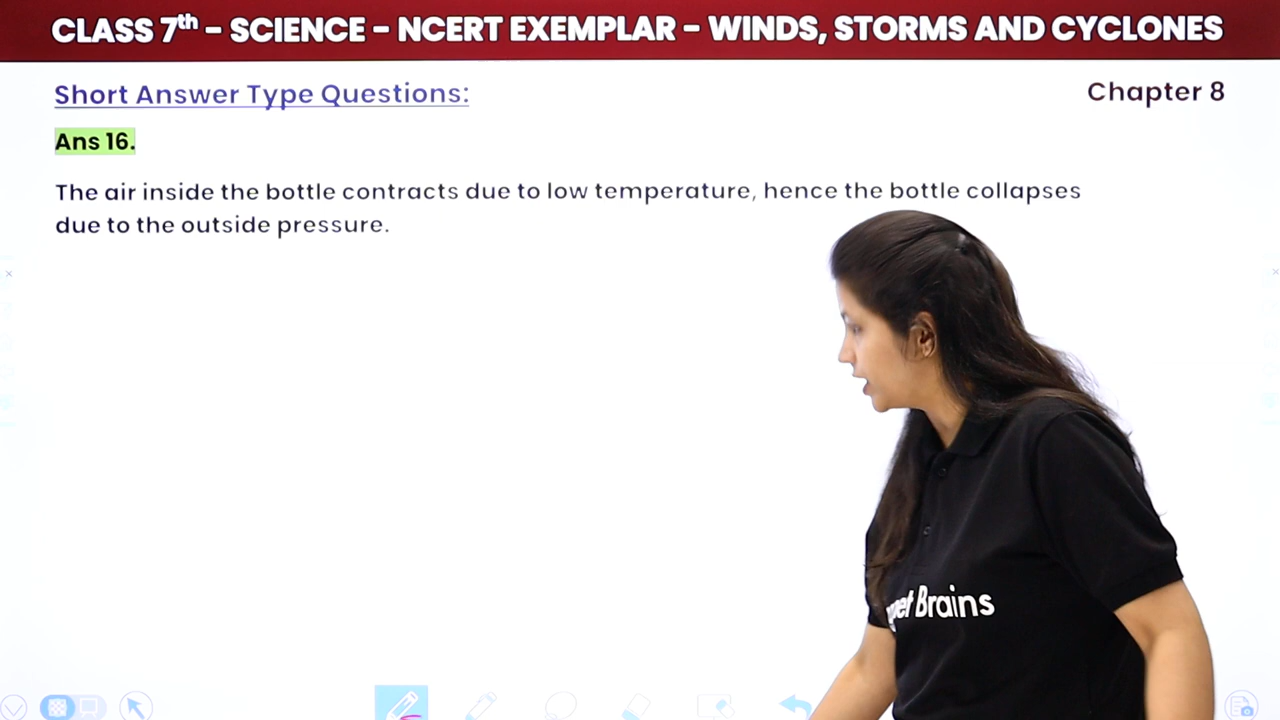 CLASS 7th – SCIENCE – NCERT EXEMPLAR – WINDS, STORMS AND CYCLONES
Short Answer Type Questions:
Chapter 8
Ans 16.
The air inside the bottle contracts due to low temperature, hence the bottle collapses
due to the outside pressure.
Brains